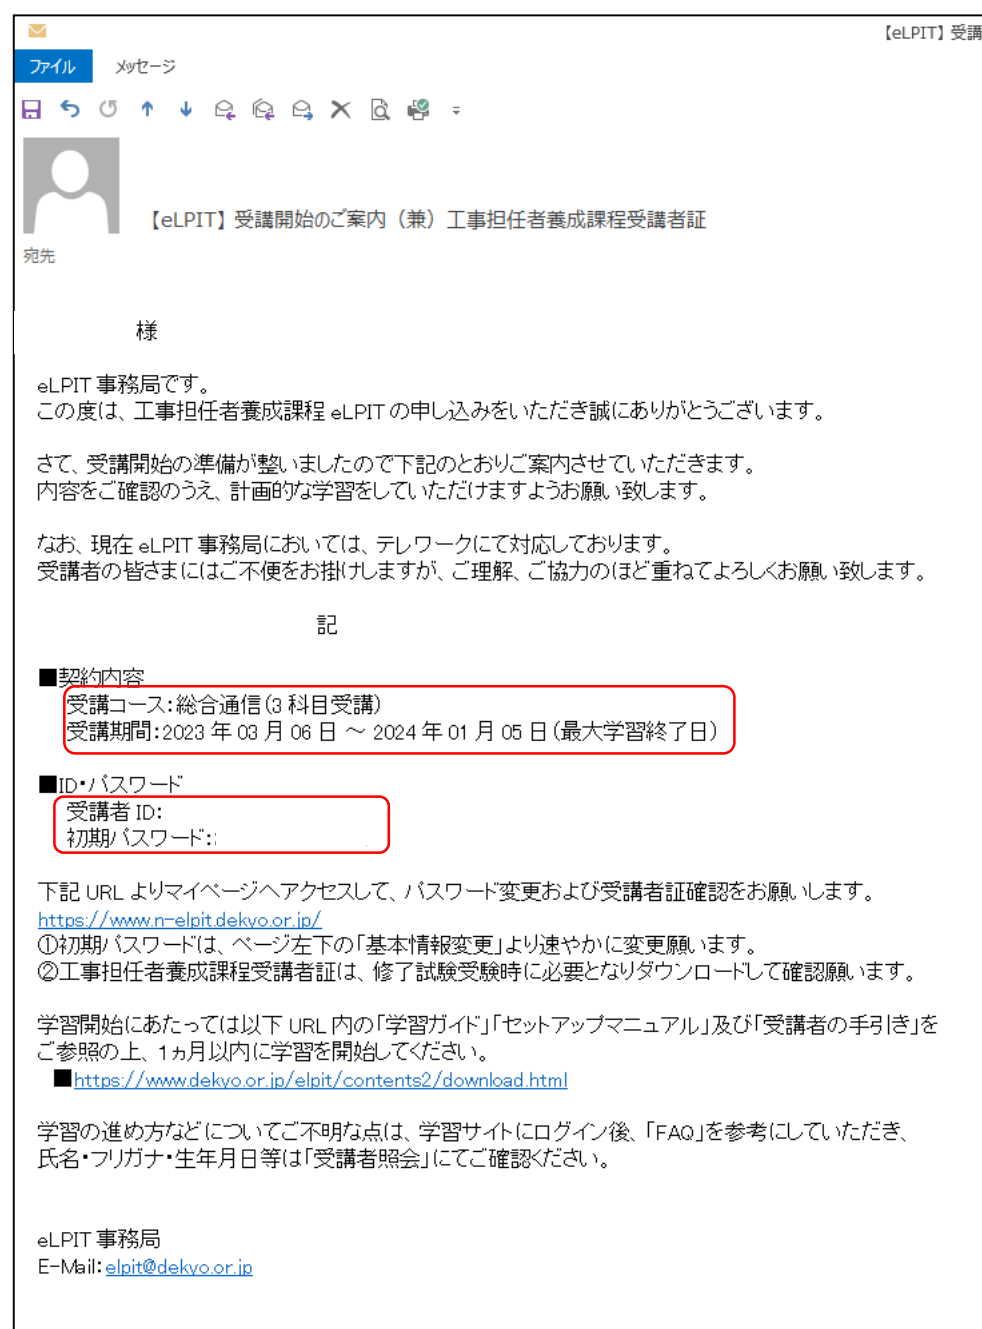 【eLPIT】受講
ファイル メッセージ
【eLPIT】受講開始のご案内（兼）工事担任者養成課程受講者証
宛先
様
eLPIT 事務局です。
この度は、工事担任者養成課程 eLPIT の申し込みをいただき誠にありがとうございます。
さて、受講開始の準備が整いましたので下記のとおりご案内させていただきます。
内容をご確認のうえ、計画的な学習をしていただけますようお願い致します。
なお、現在 eLPIT 事務局においては、テレワークにて対応しております。
受講者の皆さまにはご不便をお掛けしますが、ご理解、ご協力のほど重ねてよろしくお願い致します。
記
■契約内容
受講コース：総合通信(3 科目受講)
受講期間：2023 年 03 月 06 日 ～ 2024 年 01 月 05 日(最大学習終了日)
■ID・パスワード
受講者 ID：
初期パスワード：
下記 URL よりマイページへアクセスして、パスワード変更および受講者証確認をお願いします。
https://www.n-elpit.dekyo.or.jp/
①初期パスワードは、ページ左下の「基本情報変更」より速やかに変更願います。
②工事担任者養成課程受講者証は、修了試験受験時に必要となりダウンロードして確認願います。
学習開始にあたっては以下 URL 内の「学習ガイド」「セットアップマニュアル」及び「受講者の手引き」を
ご参照の上、1ヵ月以内に学習を開始してください。
■https://www.dekyo.or.jp/elpit/contents2/download.html
学習の進め方などについてご不明な点は、学習サイトにログイン後、「FAQ」を参考にしていただき、
氏名・フリガナ・生年月日等は「受講者照会」にてご確認ください。
eLPIT 事務局
E-Mail：elpit@dekyo.or.jp